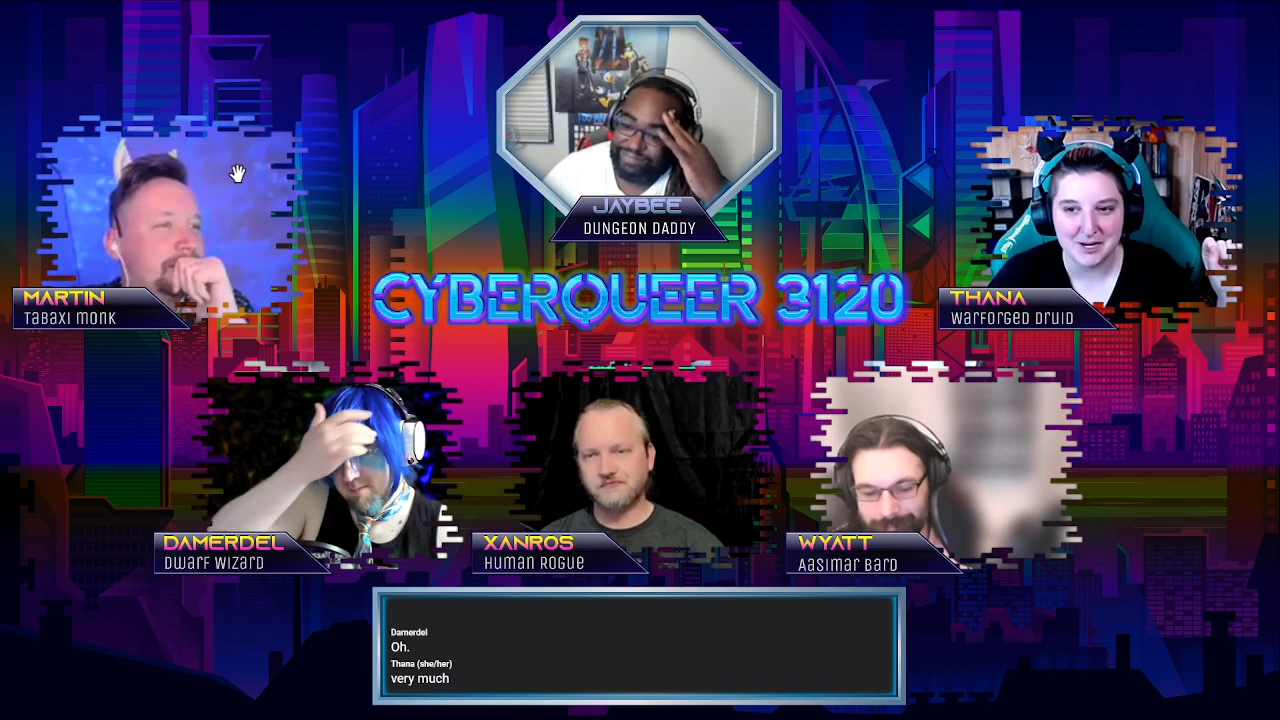 JAYBEE
DUNGEON DADDY
MARTIN
Tabaxi Monk
THANA
Warforged Druid
CYBERQUEER 3120
DAMERDEL
Dwarf Wizard
XANROS
Human Rogue
WYATT
Aasimar Bard
Damerdel
Oh.
Thana (she/her)
very much